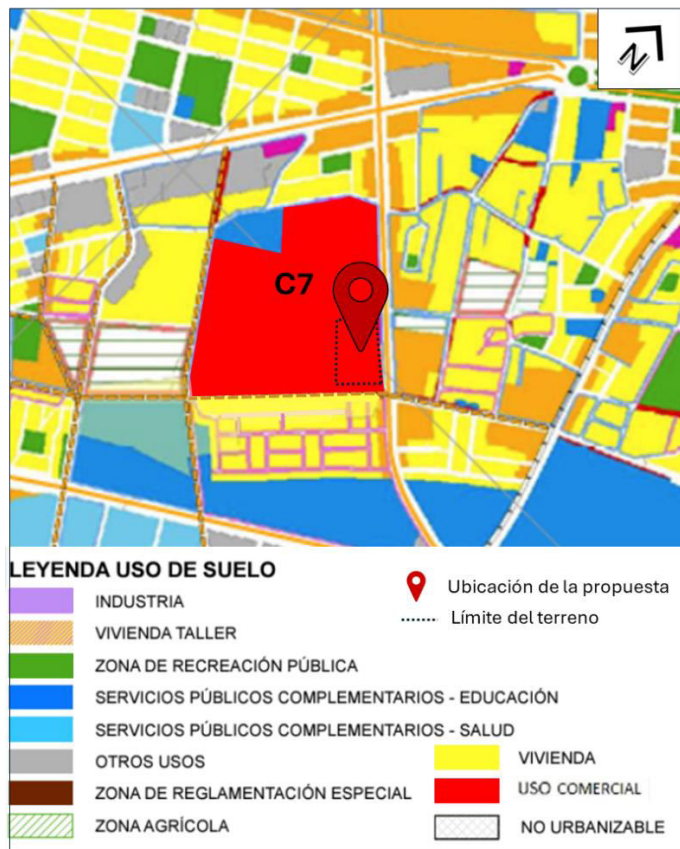 N
C7
LEYENDA USO DE SUELO
INDUSTRIA
VIVIENDA TALLER
ZONA DE RECREACIÓN PÚBLICA
SERVICIOS PÚBLICOS COMPLEMENTARIOS - EDUCACIÓN
SERVICIOS PÚBLICOS COMPLEMENTARIOS - SALUD
OTROS USOS
ZONA DE REGLAMENTACIÓN ESPECIAL
ZONA AGRÍCOLA
Ubicación de la propuesta
Límite del terreno
VIVIENDA
USO COMERCIAL
NO URBANIZABLE